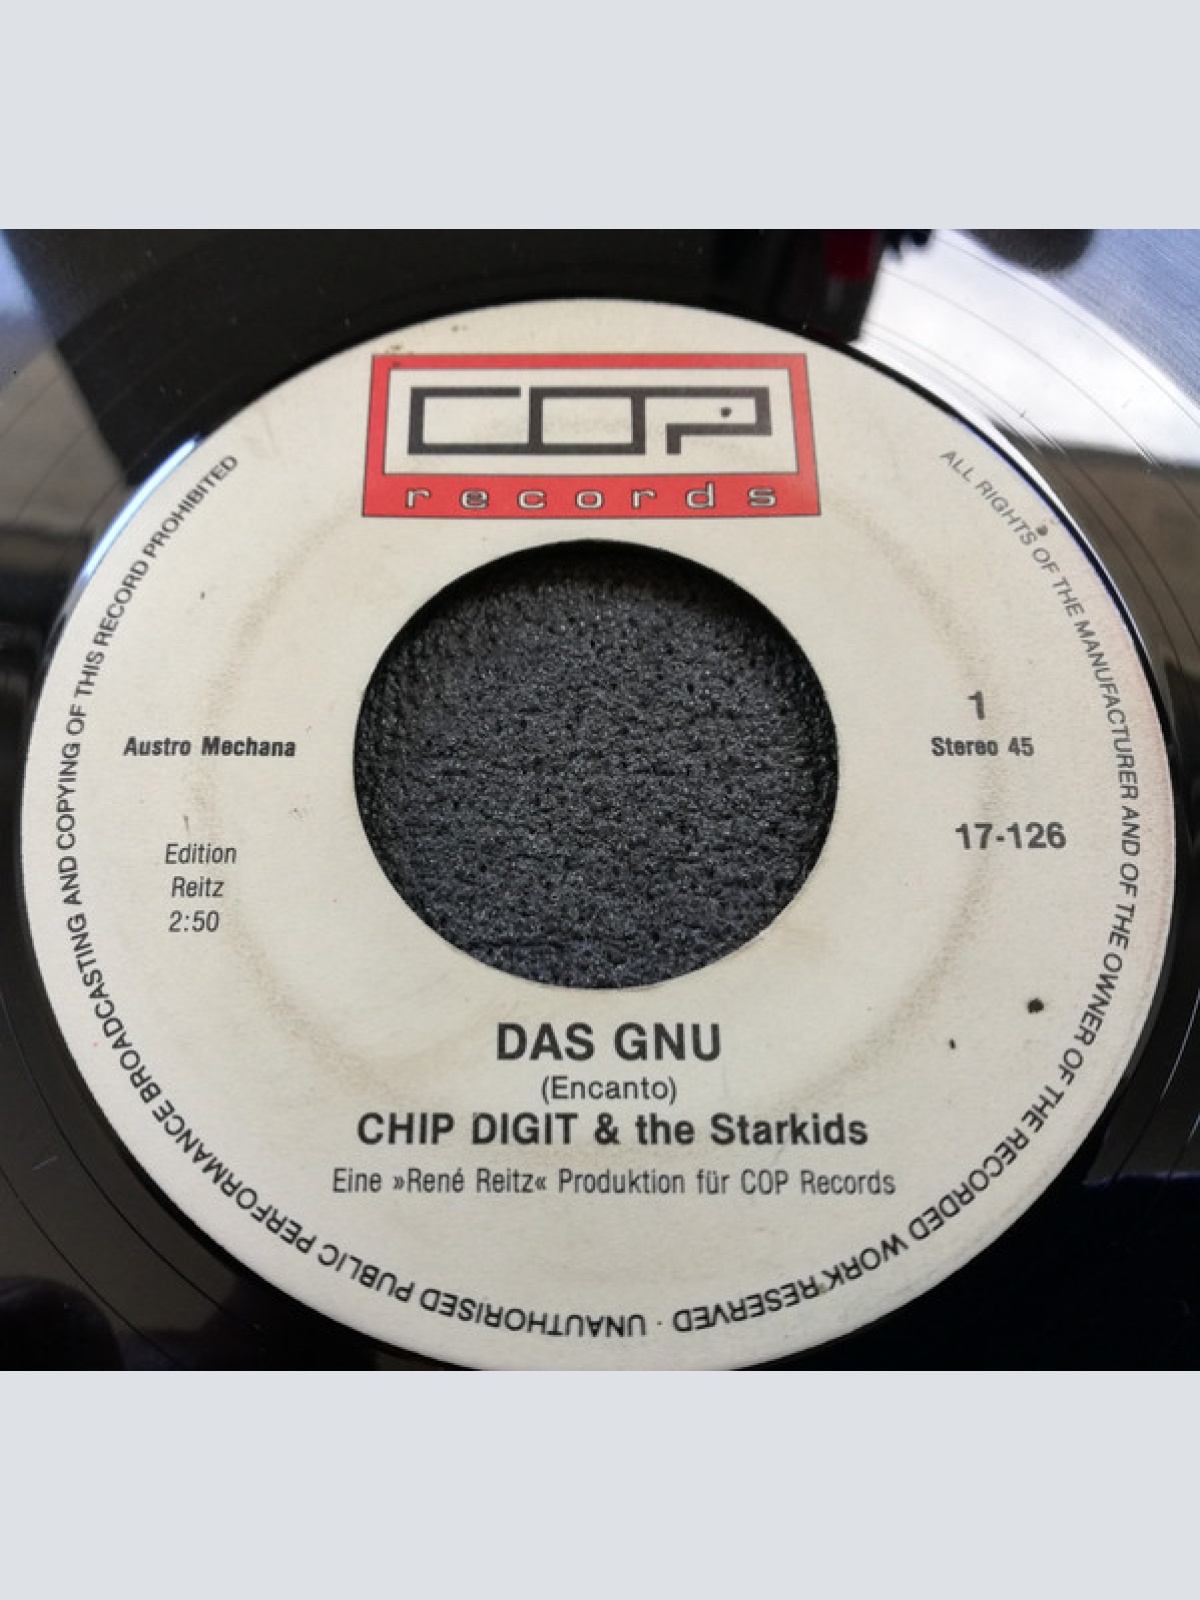 COP
records
UNAUTHORISED PUBLIC PERFORMANCE BROADCASTING AND COPYING OF THIS RECORD PROHIBITED
ALL RIGHTS OF THE MANUFACTURER AND OF THE OWNER OF THE RECORDED WORK RESERVED ·
1
Austro Mechana
Stereo 45
17-126
Edition
Reitz
2:50
DAS GNU
(Encanto)
CHIP DIGIT & the Starkids
Eine »René Reitz« Produktion für COP Records